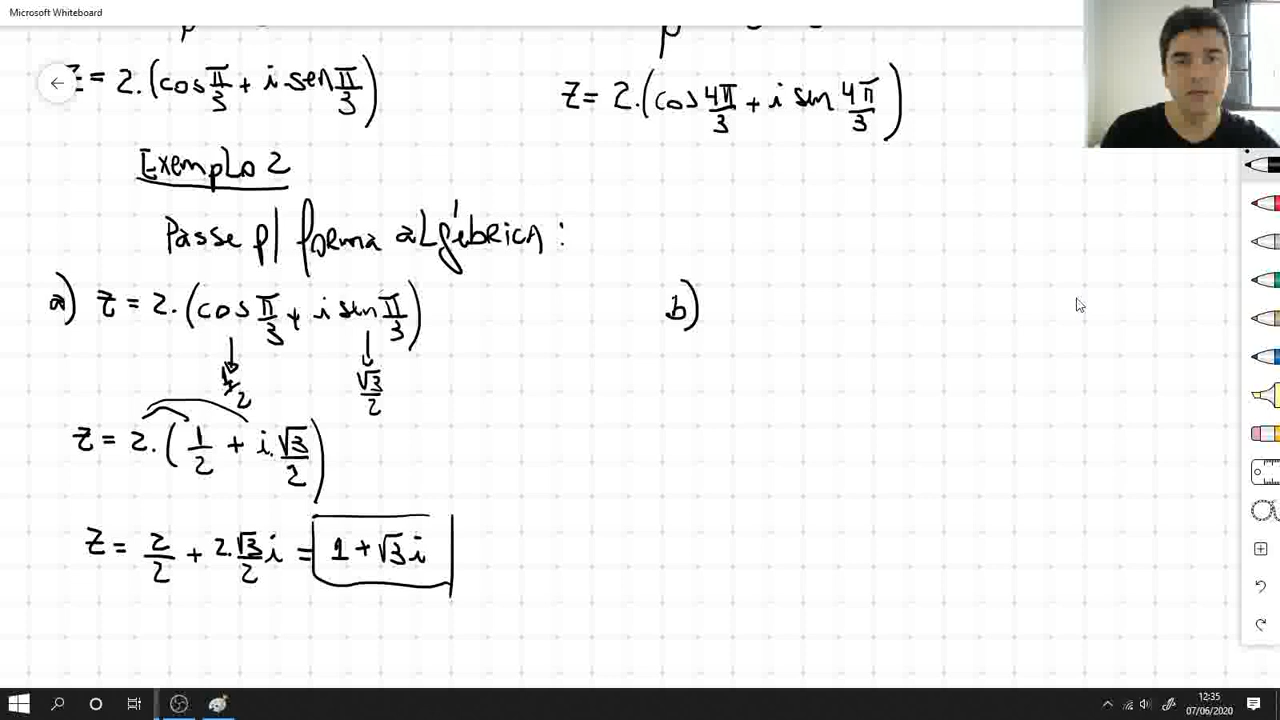 Microsoft Whiteboard
Z = 2.(cos π/3 + i sen π/3)
Z = 2.(cos 4π/3 + i sin 4π/3)
Exemplo 2
Passe p/ forma algébrica:
a) Z = 2.(cos π/3 + i sen π/3)
b)
1/2
√3/2
Z = 2.(1/2 + i.√3/2)
Z = 2/2 + 2.√3/2 i = 1 + √3 i
12:35
07/06/2020